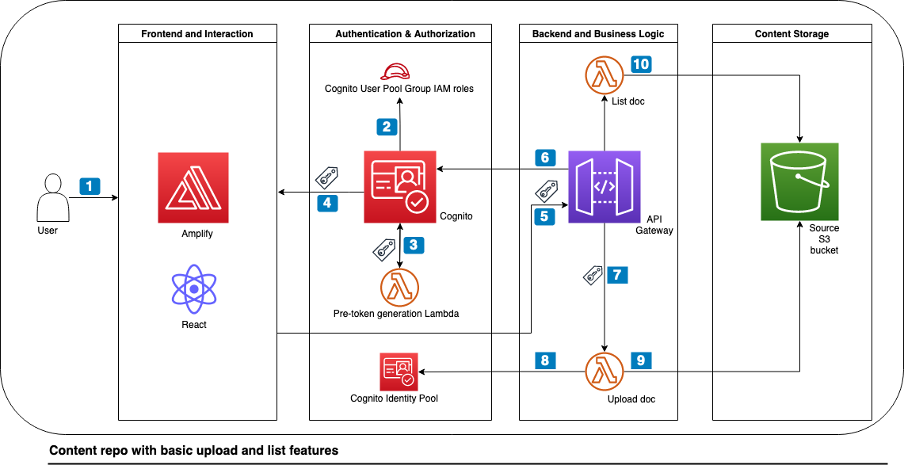 Frontend and Interaction
Authentication & Authorization
Backend and Business Logic
Content Storage
10
Cognito User Pool Group IAM roles
List doc
2
6
1
4
5
3
User
Amplify
Cognito
API
Gateway
Source
S3
bucket
7
React
Pre-token generation Lambda
8
9
Cognito Identity Pool
Upload doc
Content repo with basic upload and list features